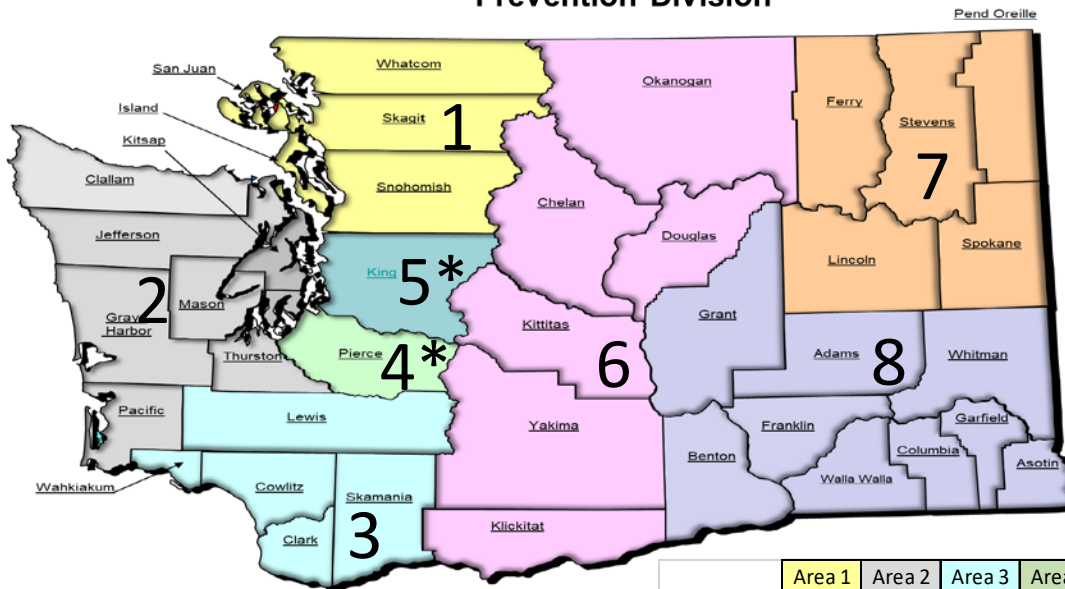 Prevention Division
Pend Oreille
San Juan
Whatcom
Okanogan
Island
Skagit
1
Ferry
Stevens
Kitsap
7
Clallam
Snohomish
Chelan
Jefferson
Douglas
Spokane
King
5*
Lincoln
2
Mason
Grays
Harbor
Kittitas
Grant
Thurston
Pierce
4*
6
Adams
8
Whitman
Pacific
Lewis
Yakima
Franklin
Garfield
Benton
Columbia
Asotin
Wahkiakum
Cowlitz
Skamania
Walla Walla
Clark
3
Klickitat
Area 1 Area 2 Area 3